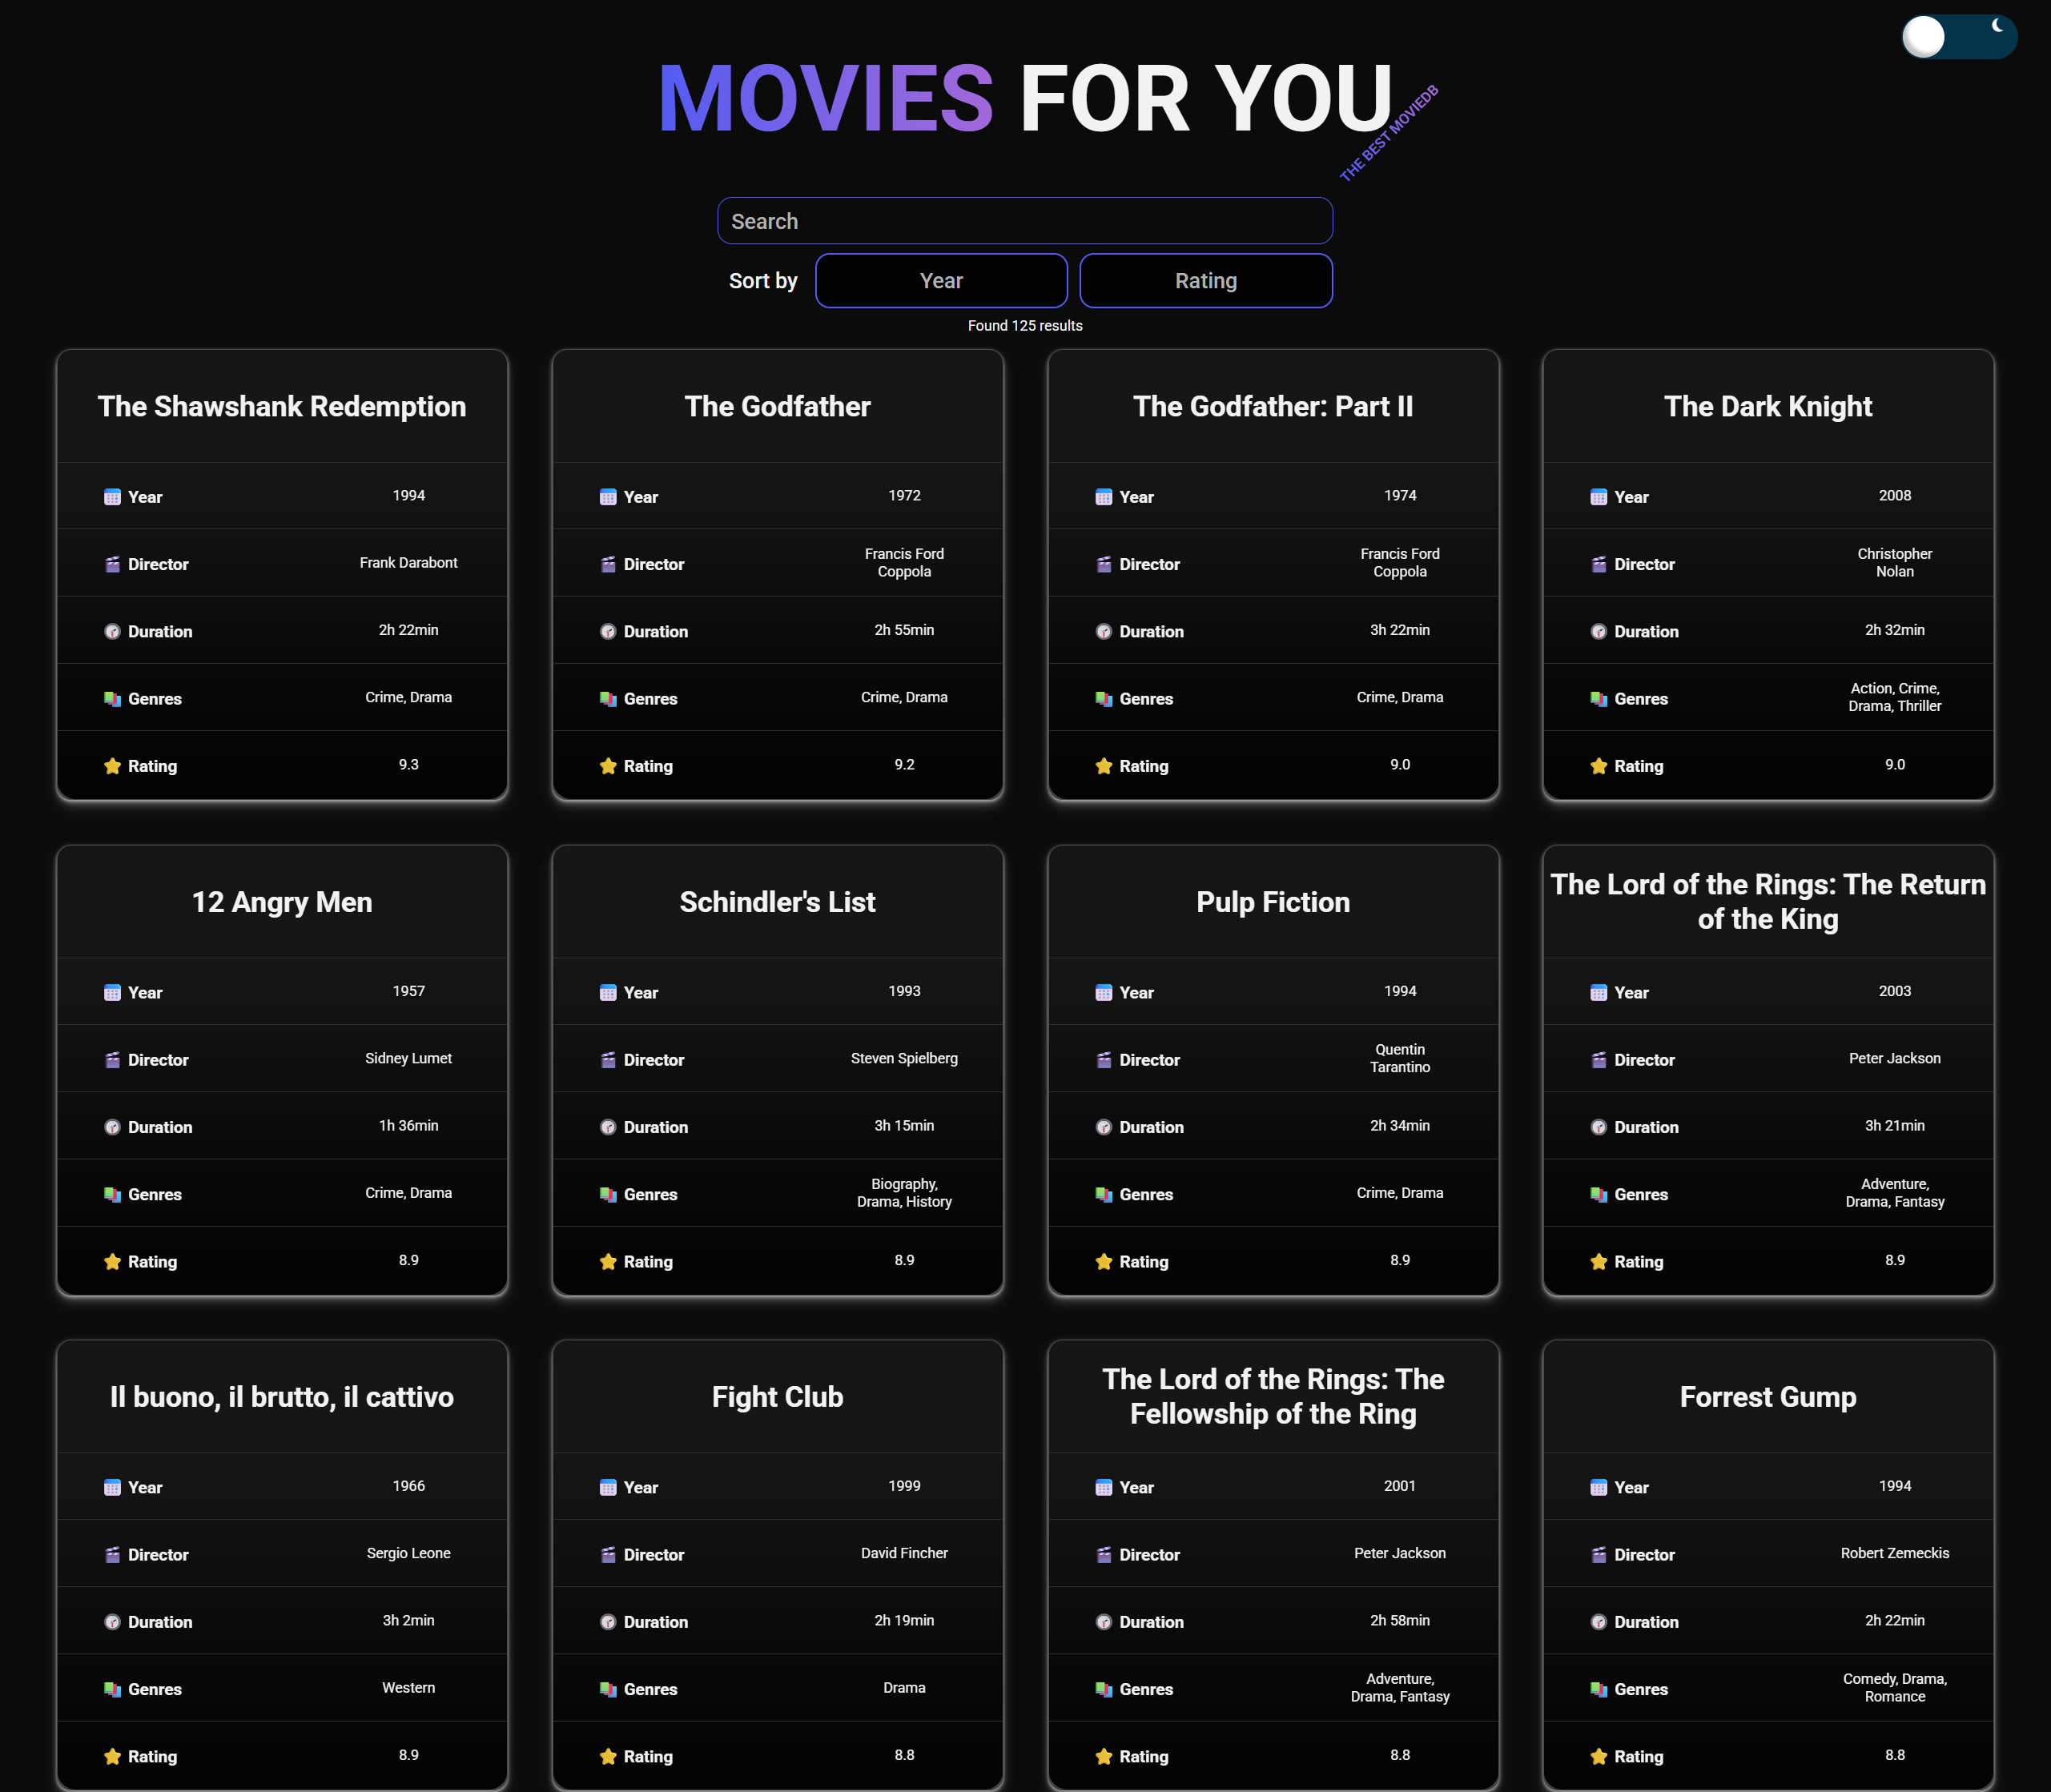 MOVIES FOR YOU
THE BEST MOVIEDB
Search
Sort by Year Rating
Found 125 results
The Shawshank Redemption
Year 1994
Director Frank Darabont
Duration 2h 22min
Genres Crime, Drama
Rating 9.3
The Godfather
Year 1972
Director Francis Ford
Coppola
Duration 2h 55min
Genres Crime, Drama
Rating 9.2
The Godfather: Part II
Year 1974
Director Francis Ford
Coppola
Duration 3h 22min
Genres Crime, Drama
Rating 9.0
The Dark Knight
Year 2008
Director Christopher
Nolan
Duration 2h 32min
Genres Action, Crime,
Drama, Thriller
Rating 9.0
12 Angry Men
Year 1957
Director Sidney Lumet
Duration 1h 36min
Genres Crime, Drama
Rating 8.9
Schindler's List
Year 1993
Director Steven Spielberg
Duration 3h 15min
Genres Biography,
Drama, History
Rating 8.9
Pulp Fiction
Year 1994
Director Quentin
Tarantino
Duration 2h 34min
Genres Crime, Drama
Rating 8.9
The Lord of the Rings: The Return
of the King
Year 2003
Director Peter Jackson
Duration 3h 21min
Genres Adventure,
Drama, Fantasy
Rating 8.9
Il buono, il brutto, il cattivo
Year 1966
Director Sergio Leone
Duration 3h 2min
Genres Western
Rating 8.9
Fight Club
Year 1999
Director David Fincher
Duration 2h 19min
Genres Drama
Rating 8.8
The Lord of the Rings: The
Fellowship of the Ring
Year 2001
Director Peter Jackson
Duration 2h 58min
Genres Adventure,
Drama, Fantasy
Rating 8.8
Forrest Gump
Year 1994
Director Robert Zemeckis
Duration 2h 22min
Genres Comedy, Drama,
Romance
Rating 8.8